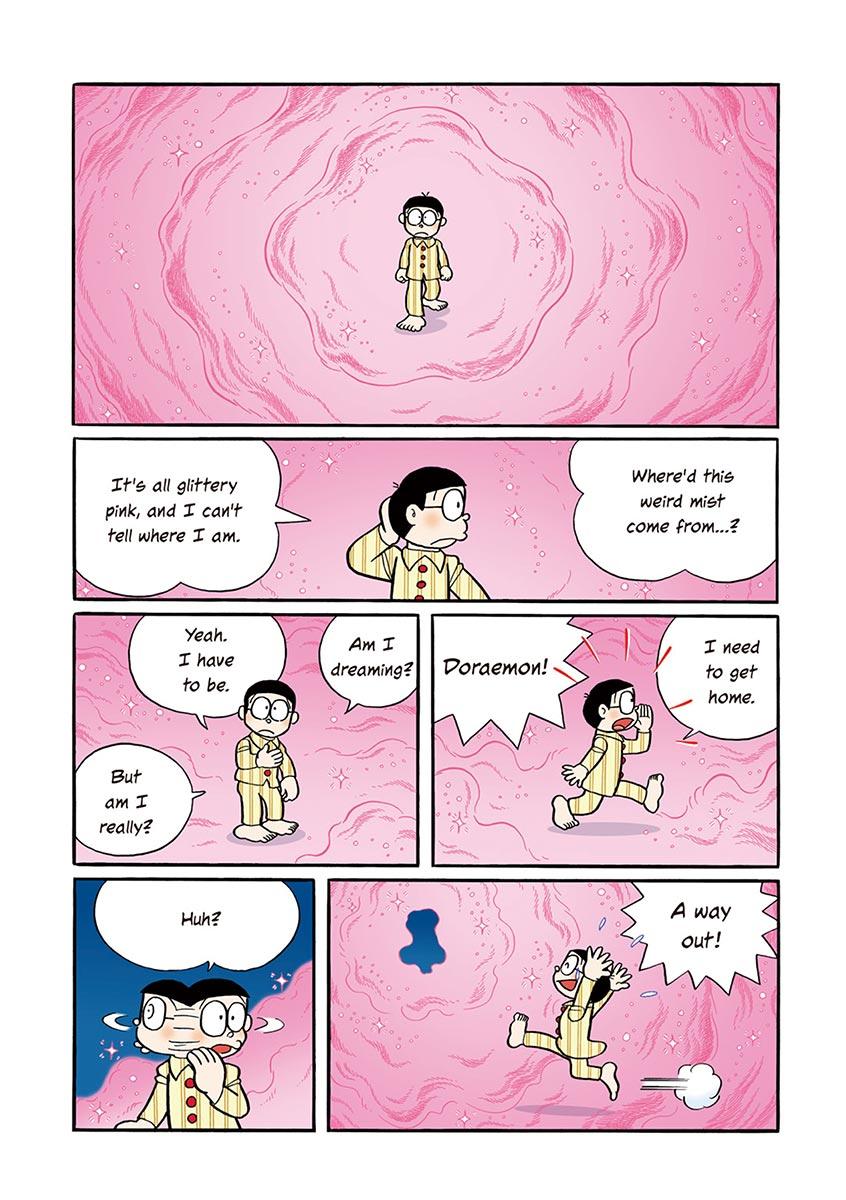 Where'd this
weird mist
come from...?
It's all glittery
pink, and I can't
tell where I am.
I need
to get
home.
Doraemon!
Am I
dreaming?
Yeah.
I have
to be.
But
am I
really?
A way
out!
Huh?